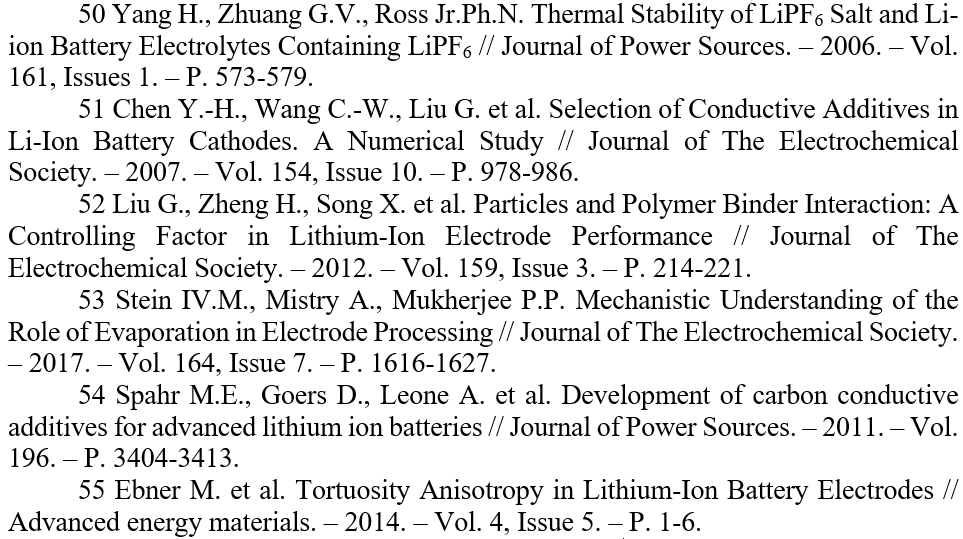 50 Yang H., Zhuang G.V., Ross Jr.Ph.N. Thermal Stability of LiPF₆ Salt and Li-
ion Battery Electrolytes Containing LiPF₆ // Journal of Power Sources. – 2006. – Vol.
161, Issues 1. – P. 573-579.
51 Chen Y.-H., Wang C.-W., Liu G. et al. Selection of Conductive Additives in
Li-Ion Battery Cathodes. A Numerical Study // Journal of The Electrochemical
Society. – 2007. – Vol. 154, Issue 10. – P. 978-986.
52 Liu G., Zheng H., Song X. et al. Particles and Polymer Binder Interaction: A
Controlling Factor in Lithium-Ion Electrode Performance // Journal of The
Electrochemical Society. – 2012. – Vol. 159, Issue 3. – P. 214-221.
53 Stein IV.M., Mistry A., Mukherjee P.P. Mechanistic Understanding of the
Role of Evaporation in Electrode Processing // Journal of The Electrochemical Society.
– 2017. – Vol. 164, Issue 7. – P. 1616-1627.
54 Spahr M.E., Goers D., Leone A. et al. Development of carbon conductive
additives for advanced lithium ion batteries // Journal of Power Sources. – 2011. – Vol.
196. – P. 3404-3413.
55 Ebner M. et al. Tortuosity Anisotropy in Lithium-Ion Battery Electrodes //
Advanced energy materials. – 2014. – Vol. 4, Issue 5. – P. 1-6.